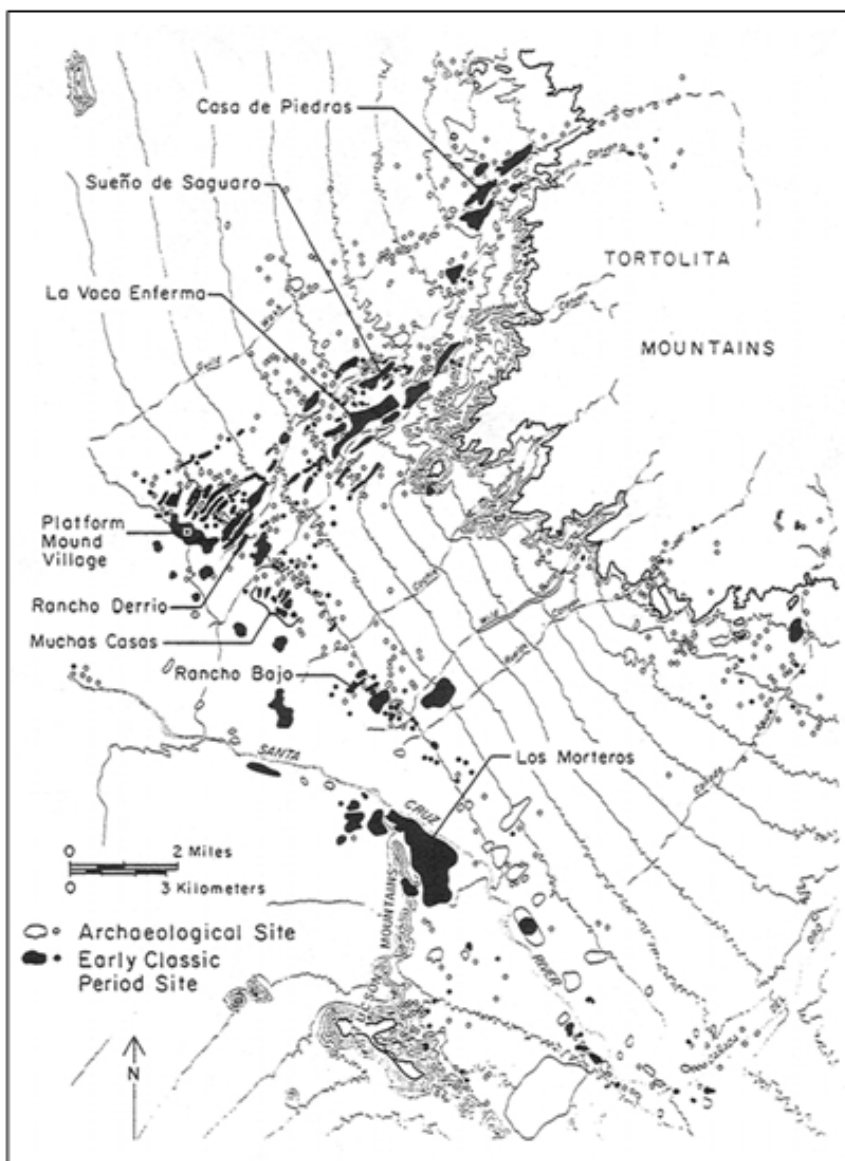 Casa de Piedras
Sueño de Saguaro
TORTOLITA
La Vaca Enferma
MOUNTAINS
Platform
Mound
Village
Rancho Derrio
Muchas Casas
Rancho Bajo
SANTA
Los Morteros
CRUZ
0 2 Miles
0 3 Kilometers
MOUNTAINS
Archaeological Site
RIVER
Early Classic
Period Site
N